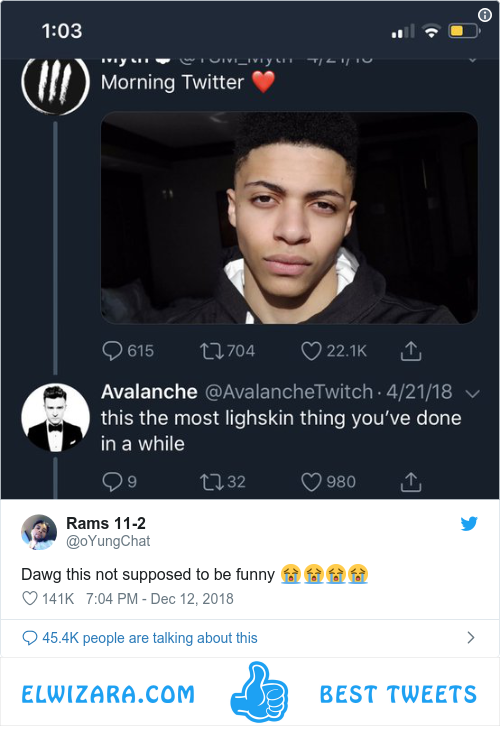 1:03
Morning Twitter ❤️
615 704 22.1K
Avalanche @AvalancheTwitch · 4/21/18
this the most lighskin thing you've done
in a while
9 32 980
Rams 11-2
@oYungChat
Dawg this not supposed to be funny 😭😭😭😭
141K 7:04 PM - Dec 12, 2018
45.4K people are talking about this
ELWIZARA.COM BEST TWEETS